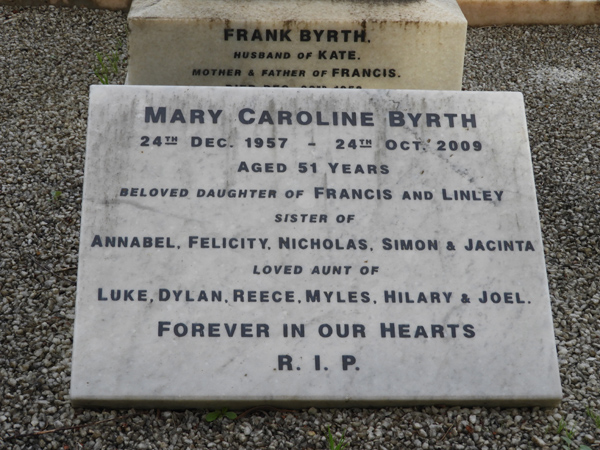 FRANK BYRTH.
HUSBAND OF KATE.
MOTHER & FATHER OF FRANCIS.
MARY CAROLINE BYRTH
24TH DEC. 1957 - 24TH OCT. 2009
AGED 51 YEARS
BELOVED DAUGHTER OF FRANCIS AND LINLEY
SISTER OF
ANNABEL, FELICITY, NICHOLAS, SIMON & JACINTA
LOVED AUNT OF
LUKE, DYLAN, REECE, MYLES, HILARY & JOEL.
FOREVER IN OUR HEARTS
R. I. P.